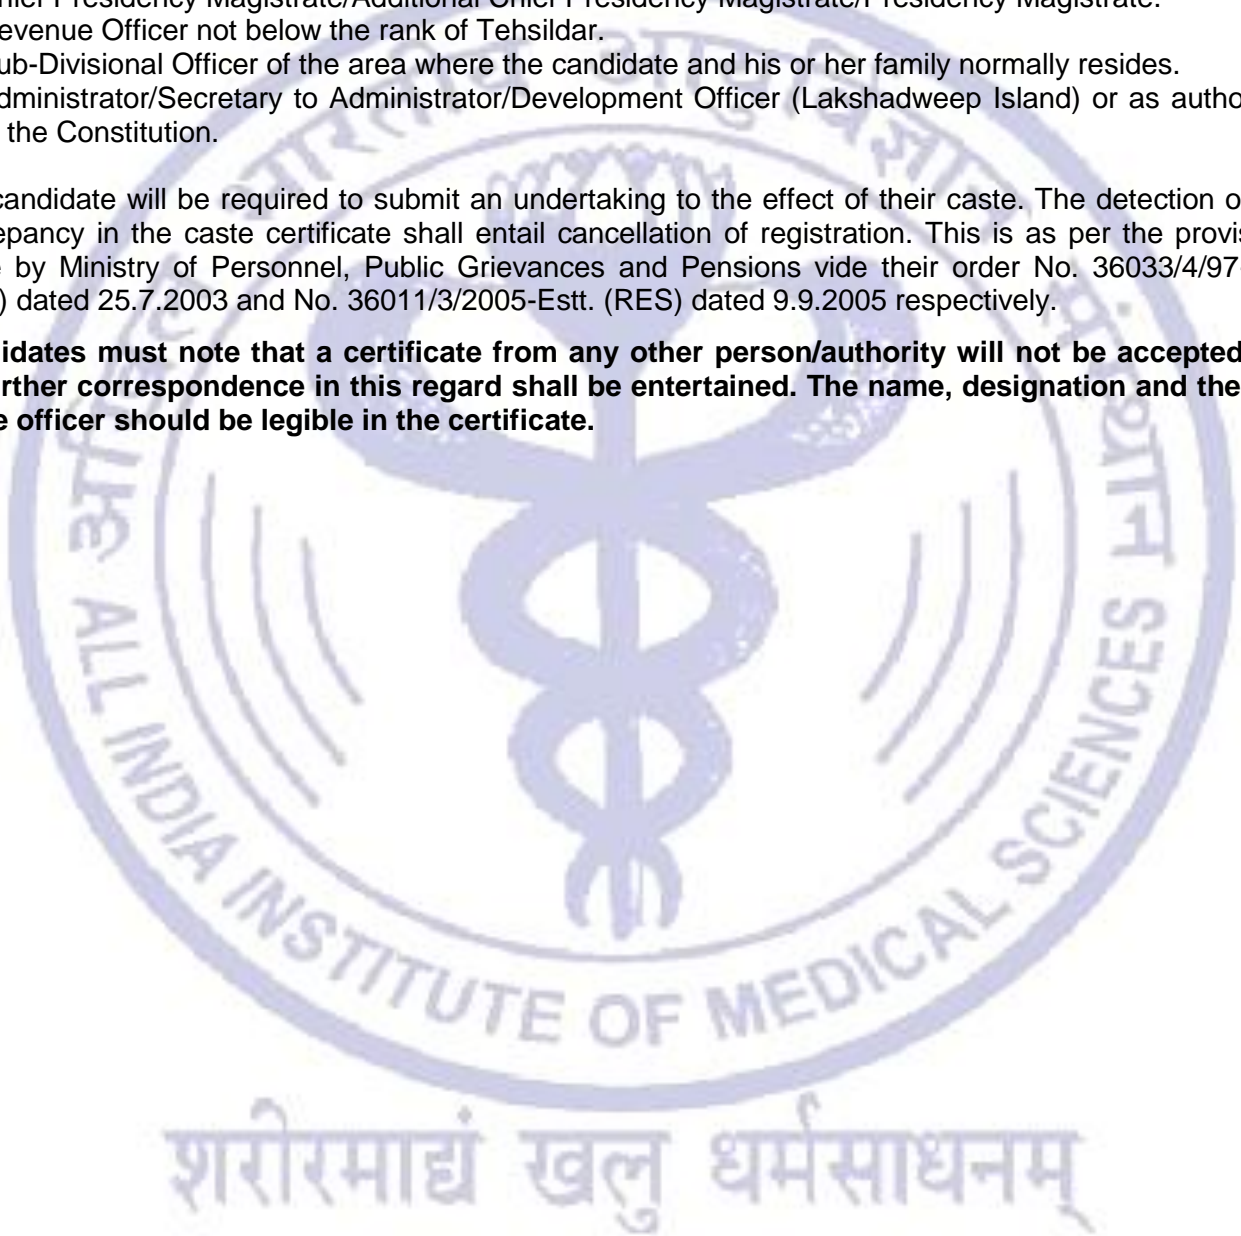 Chief Presidency Magistrate/Additional Chief Presidency Magistrate/Presidency Magistrate.
evenue Officer not below the rank of Tehsildar.
ub-Divisional Officer of the area where the candidate and his or her family normally resides.
dministrator/Secretary to Administrator/Development Officer (Lakshadweep Island) or as autho
the Constitution.
candidate will be required to submit an undertaking to the effect of their caste. The detection o
epancy in the caste certificate shall entail cancellation of registration. This is as per the provis
e by Ministry of Personnel, Public Grievances and Pensions vide their order No. 36033/4/97-
) dated 25.7.2003 and No. 36011/3/2005-Estt. (RES) dated 9.9.2005 respectively.
idates must note that a certificate from any other person/authority will not be accepted
rther correspondence in this regard shall be entertained. The name, designation and the
e officer should be legible in the certificate.
अखिल भारतीय आयुर्विज्ञान संस्थान
ALL INDIA INSTITUTE OF MEDICAL SCIENCES
शरीरमाद्यं खलु धर्मसाधनम्